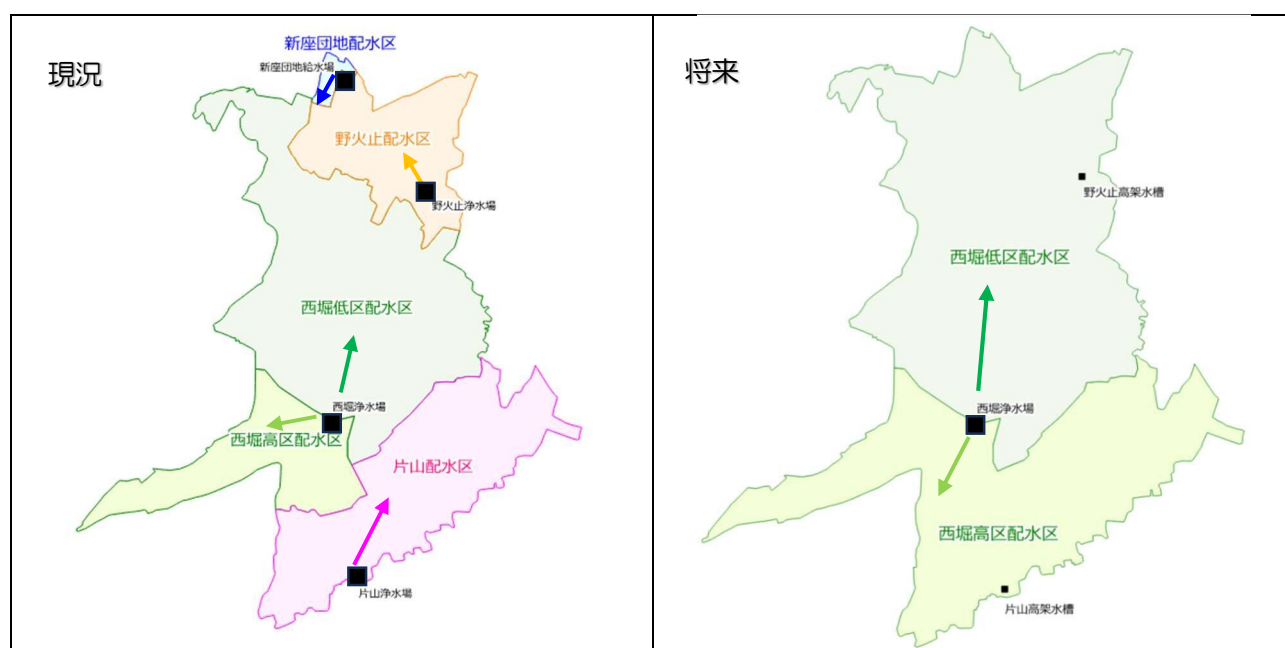 現況
新座団地配水区
新座団地給水場
野火止配水区
野火止浄水場
西堀低区配水区
西堀浄水場
西堀高区配水区
片山配水区
片山浄水場
将来
野火止高架水槽
西堀低区配水区
西堀浄水場
西堀高区配水区
片山高架水槽